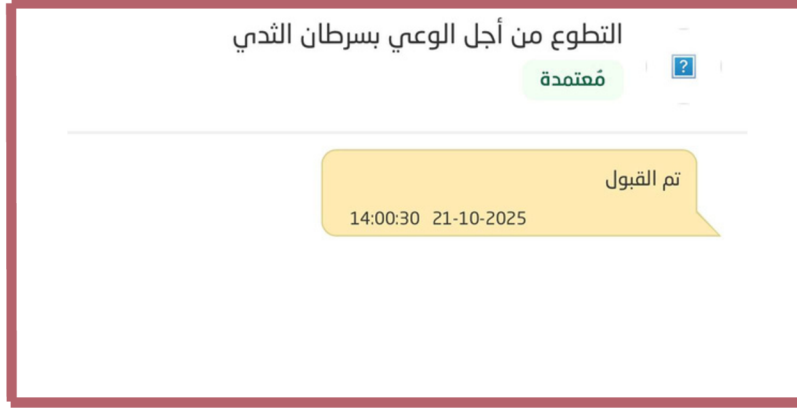 التطوع من أجل الوعي بسرطان الثدي
مُعتمدة
تم القبول
14:00:30 21-10-2025